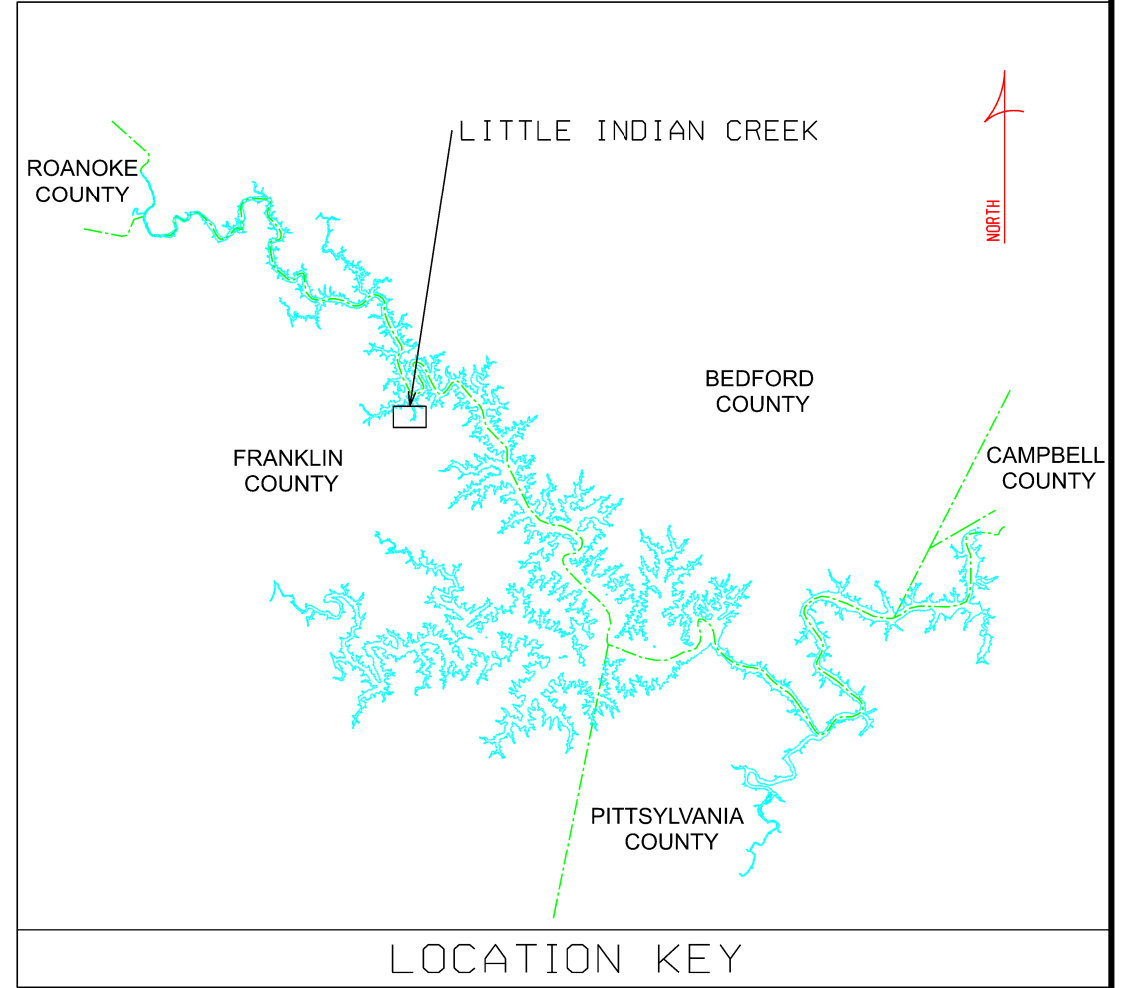 LITTLE INDIAN CREEK
ROANOKE
COUNTY
NORTH
BEDFORD
COUNTY
FRANKLIN
COUNTY
CAMPBELL
COUNTY
PITTSYLVANIA
COUNTY
LOCATION KEY